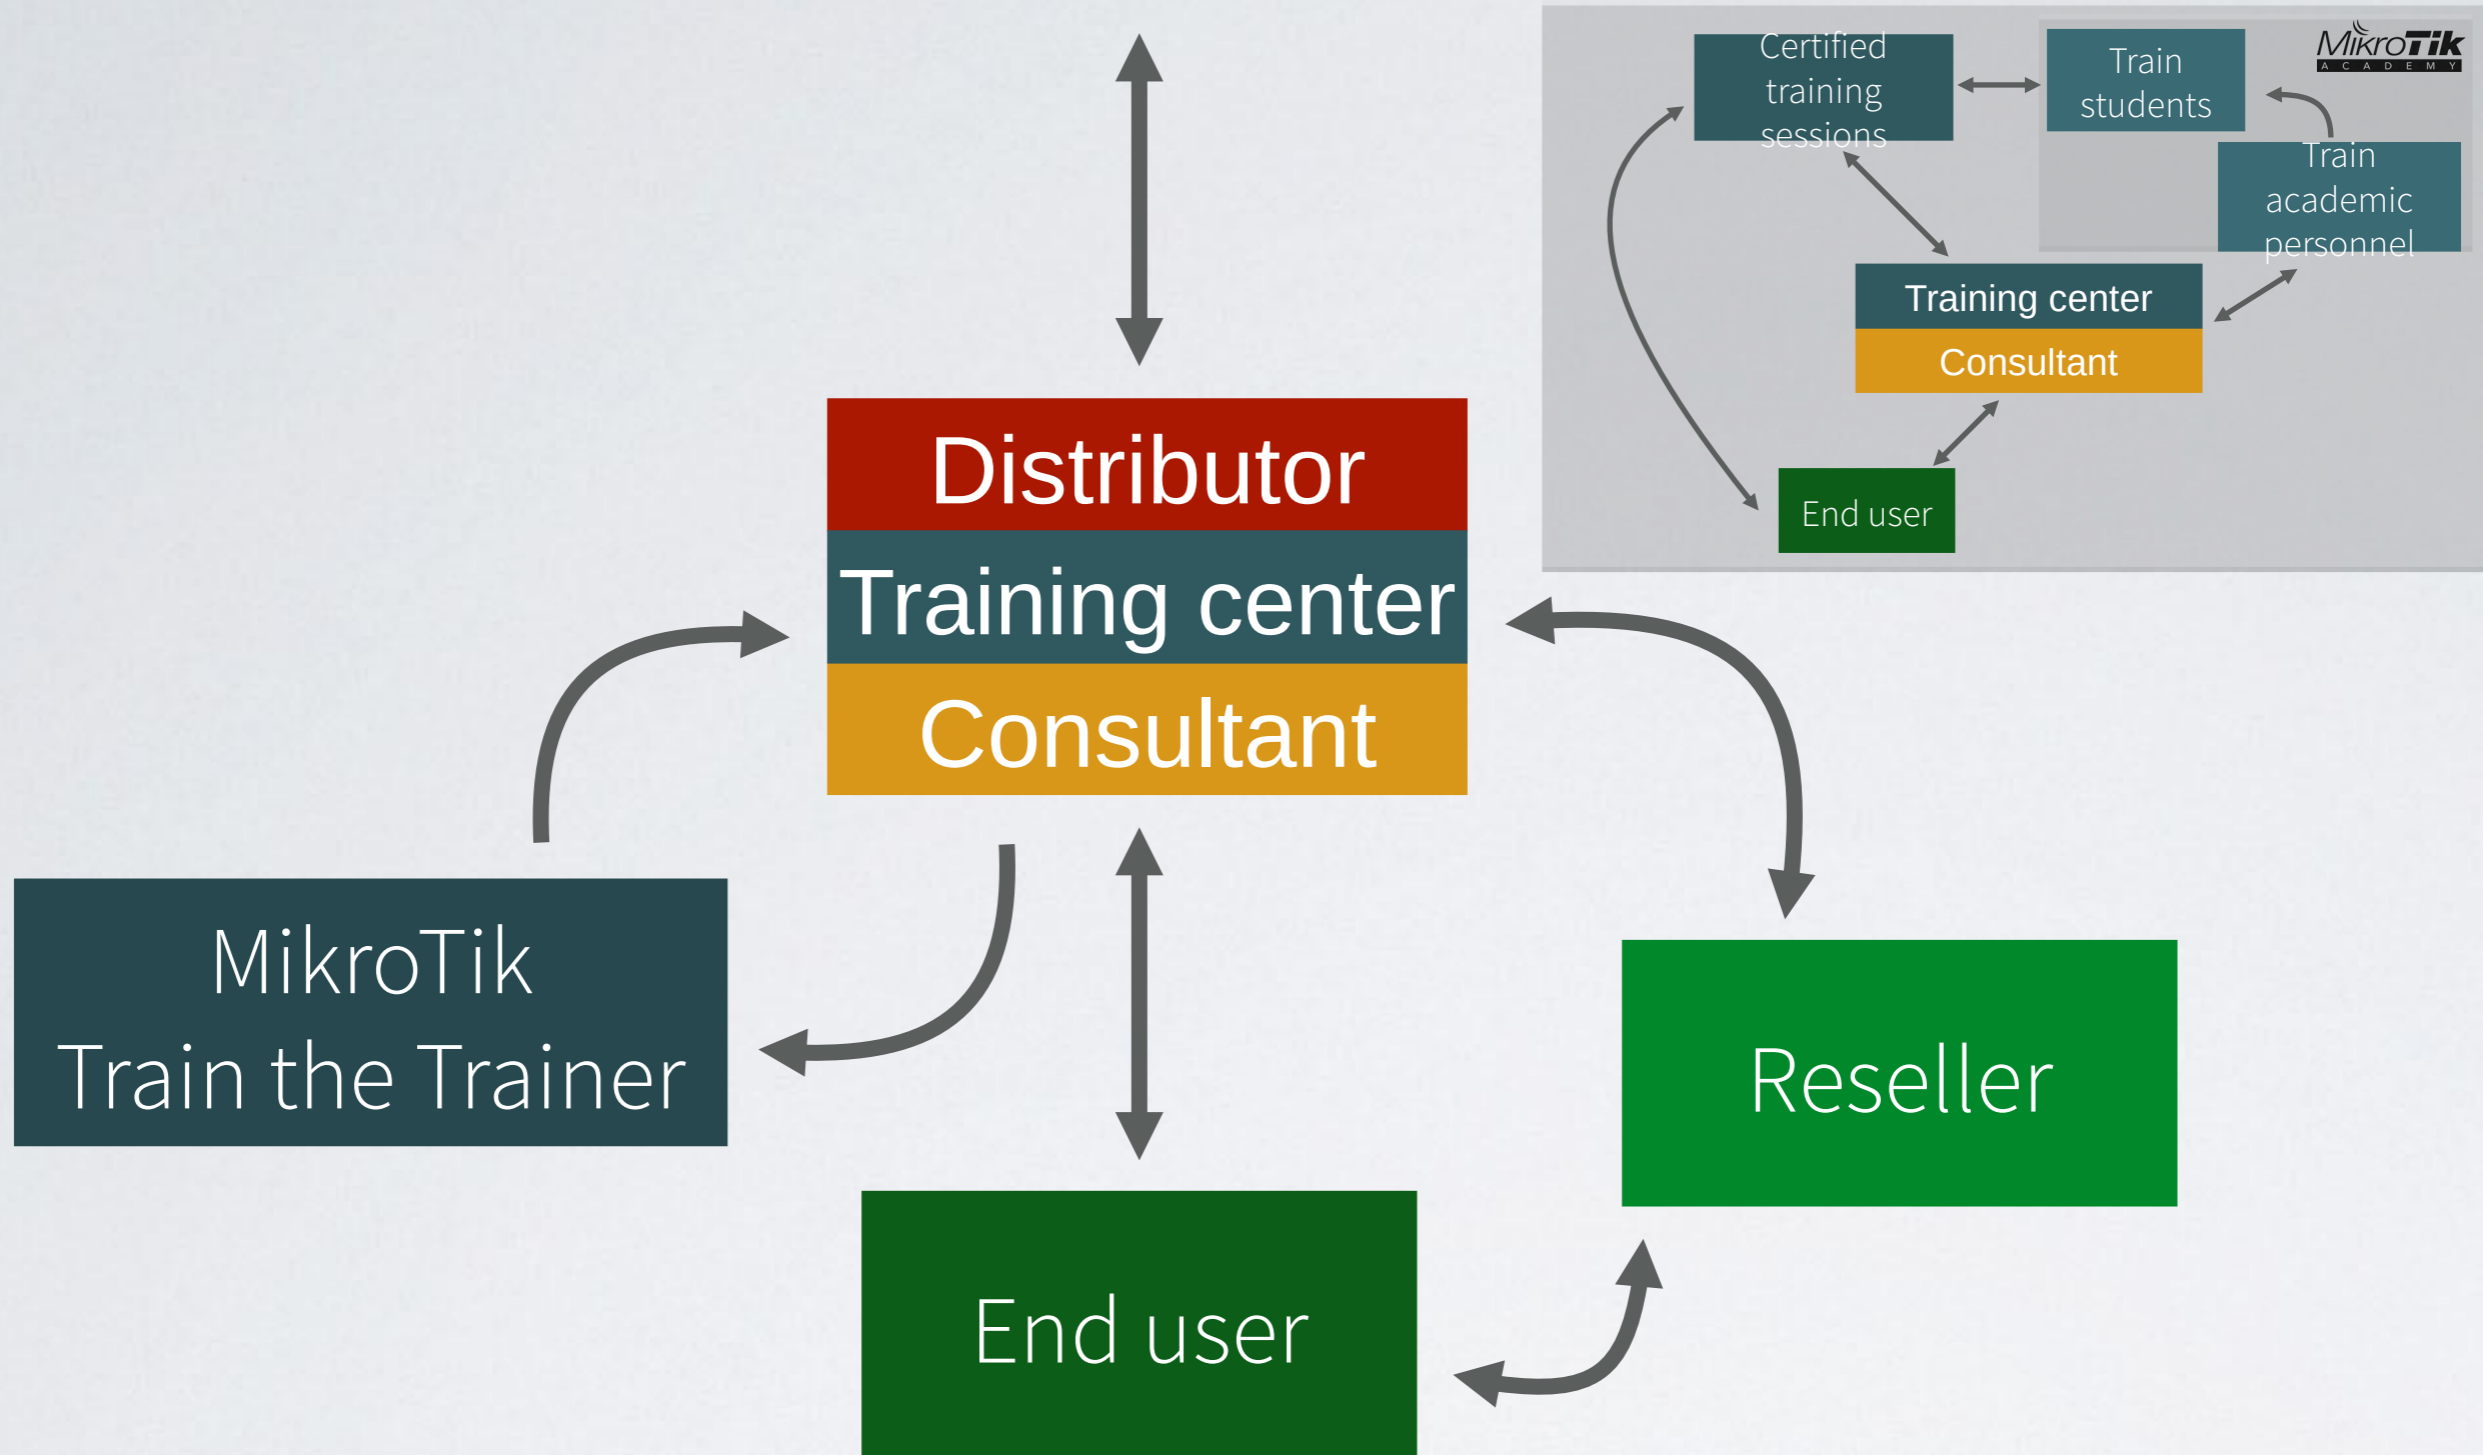 Certified
training
sessions
Train
students
MikroTik
ACADEMY
Train
academic
personnel
Training center
Consultant
End user
Distributor
Training center
Consultant
MikroTik
Train the Trainer
Reseller
End user